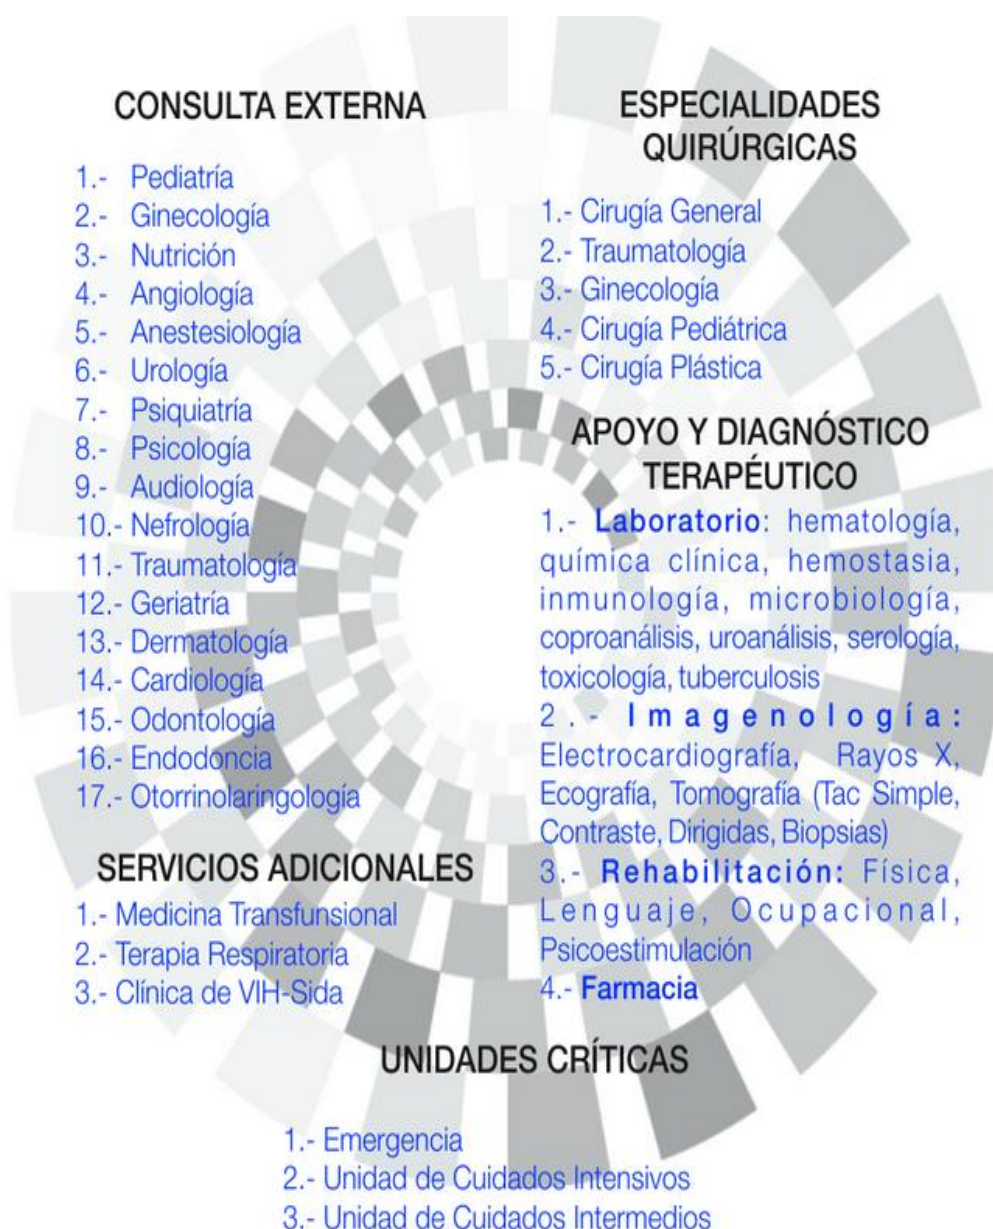 CONSULTA EXTERNA
1.- Pediatría
2.- Ginecología
3.- Nutrición
4.- Angiología
5.- Anestesiología
6.- Urología
7.- Psiquiatría
8.- Psicología
9.- Audiología
10.- Nefrología
11.- Traumatología
12.- Geriatría
13.- Dermatología
14.- Cardiología
15.- Odontología
16.- Endodoncia
17.- Otorrinolaringología
SERVICIOS ADICIONALES
1.- Medicina Transfunsional
2.- Terapia Respiratoria
3.- Clínica de VIH-Sida
ESPECIALIDADES
QUIRÚRGICAS
1.- Cirugía General
2.- Traumatología
3.- Ginecología
4.- Cirugía Pediátrica
5.- Cirugía Plástica
APOYO Y DIAGNÓSTICO
TERAPÉUTICO
1.- Laboratorio: hematología,
química clínica, hemostasia,
inmunología, microbiología,
coproanálisis, uroanálisis, serología,
toxicología, tuberculosis
2.- Imagenología:
Electrocardiografía, Rayos X,
Ecografía, Tomografía (Tac Simple,
Contraste, Dirigidas, Biopsias)
3.- Rehabilitación: Física,
Lenguaje, Ocupacional,
Psicoestimulación
4.- Farmacia
UNIDADES CRÍTICAS
1.- Emergencia
2.- Unidad de Cuidados Intensivos
3.- Unidad de Cuidados Intermedios